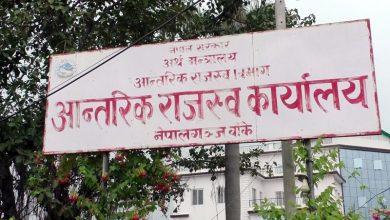 नेपाल सरकार
अर्थ मन्त्रालय
आन्तरिक राजस्व विभाग
आन्तरिक राजस्व कार्यालय
नेपालगञ्ज बाँके